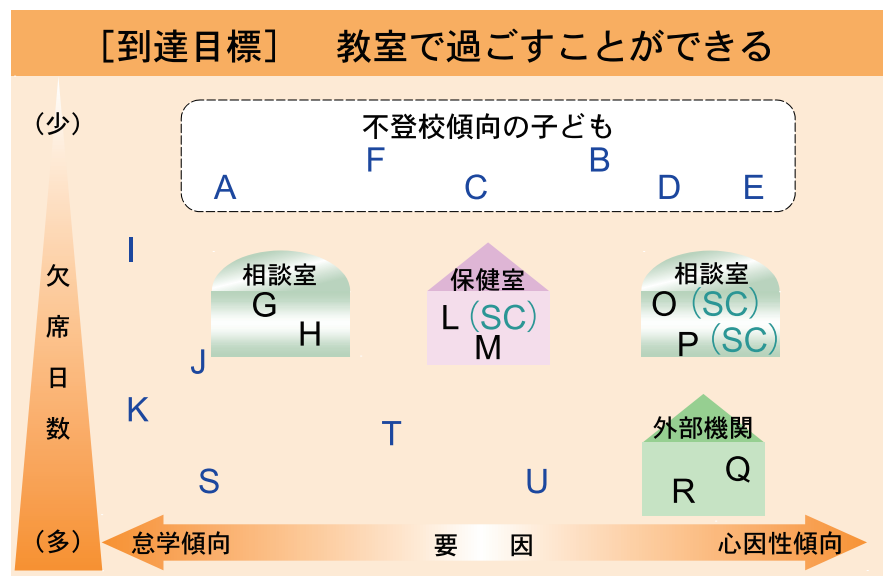 [到達目標] 教室で過ごすことができる
(少)
不登校傾向の子ども
F
B
A
C
D
E
I
欠席日数
相談室
G
H
保健室
L(SC)
M
相談室
O(SC)
P(SC)
J
K
T
S
U
外部機関
Q
R
(多)
怠学傾向
要因
心因性傾向